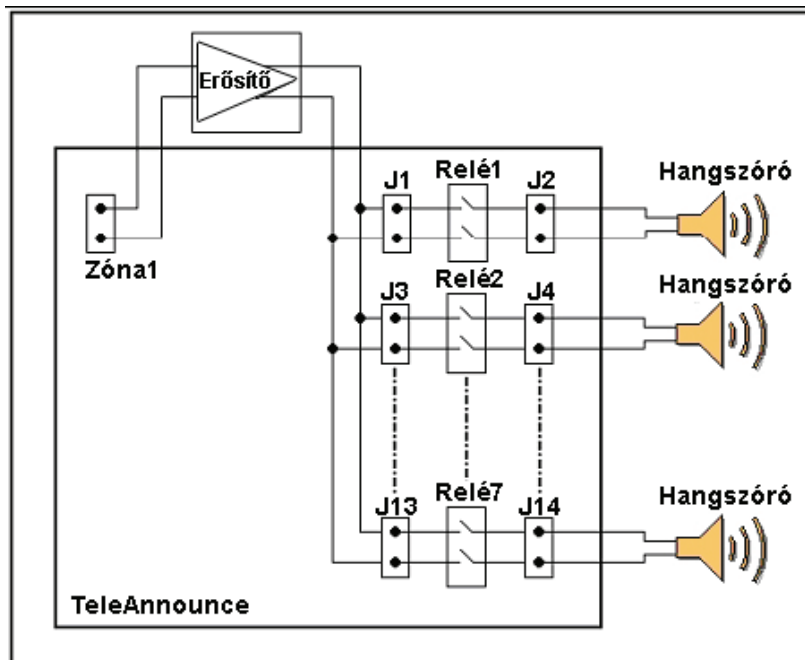 Erősítő
Zóna1
J1
Relé1
J2
Hangszóró
J3
Relé2
J4
Hangszóró
J13
Relé7
J14
Hangszóró
TeleAnnounce